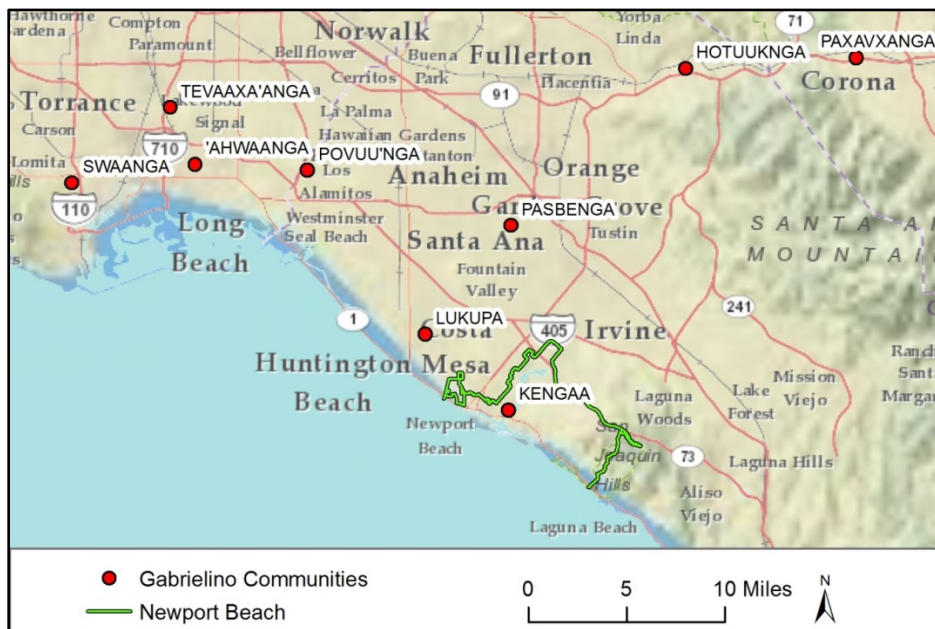 Hawthorne
Gardena
Compton
Paramount
Norwalk
Bellflower
Cerritos
Buena
Park
Fullerton
Placentia
Yorba
Linda
71
HOTUUKNGA
PAXAVXANGA
Corona
91
Torrance
Carson
TEVAAXA'ANGA
Signal
La Palma
Hawaiian Gardens
710
'AHWAANGA
POVUU'NGA
Los
Alamitos
Lomita
SWAANGA
110
Anaheim
Orange
Long
Beach
Westminster
Seal Beach
PASBENGA
Santa Ana
Tustin
Fountain
Valley
SANTA
MOUNTAI
241
1
LUKUPA
Costa
Mesa
405
Irvine
Huntington
Beach
KENGAA
Newport
Beach
Laguna
Woods
Lake
Forest
Mission
Viejo
San
Joaquin
Hills
73
Laguna Hills
Aliso
Viejo
Laguna Beach
Gabrielino Communities
Newport Beach
0 5 10 Miles
N